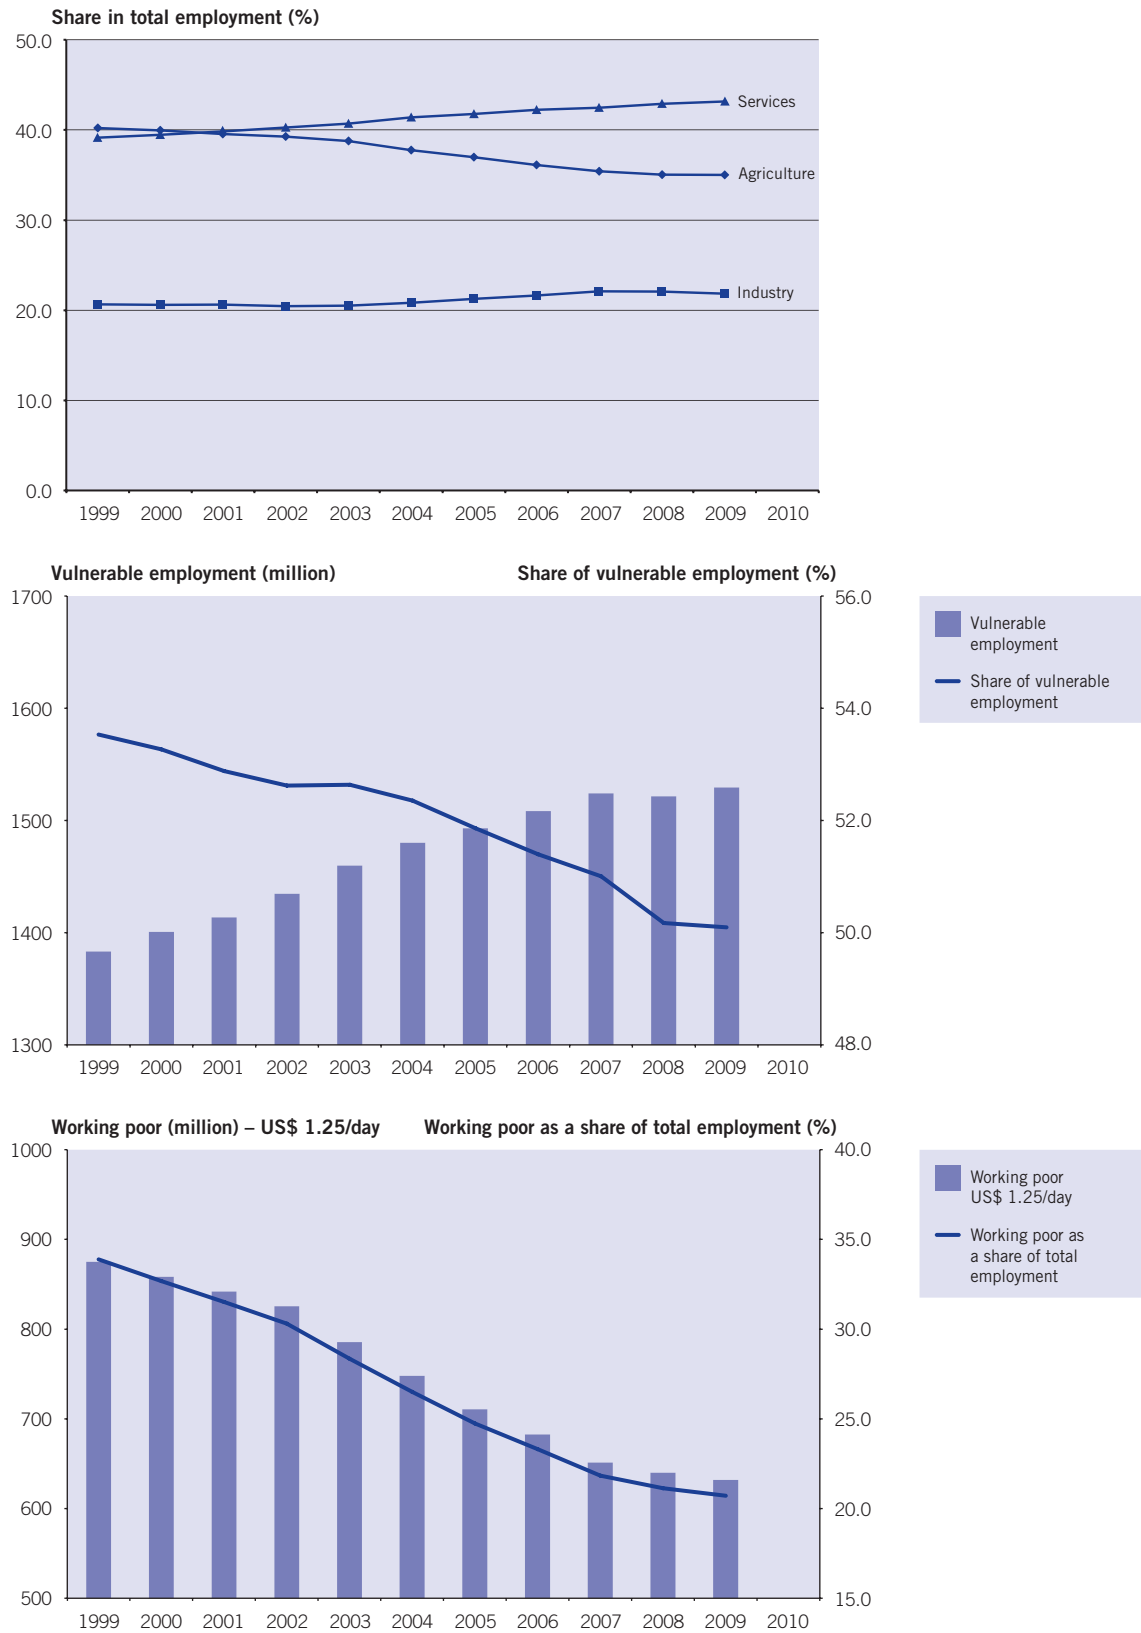 Share in total employment (%)
50.0
40.0
30.0
20.0
10.0
0.0
Services
Agriculture
Industry
1999 2000 2001 2002 2003 2004 2005 2006 2007 2008 2009 2010
Vulnerable employment (million) Share of vulnerable employment (%)
1700
1600
1500
1400
1300
56.0
54.0
52.0
50.0
48.0
1999 2000 2001 2002 2003 2004 2005 2006 2007 2008 2009 2010
Vulnerable
employment
Share of vulnerable
employment
Working poor (million) – US$ 1.25/day Working poor as a share of total employment (%)
1000
900
800
700
600
500
40.0
35.0
30.0
25.0
20.0
15.0
1999 2000 2001 2002 2003 2004 2005 2006 2007 2008 2009 2010
Working poor
US$ 1.25/day
Working poor as
a share of total
employment